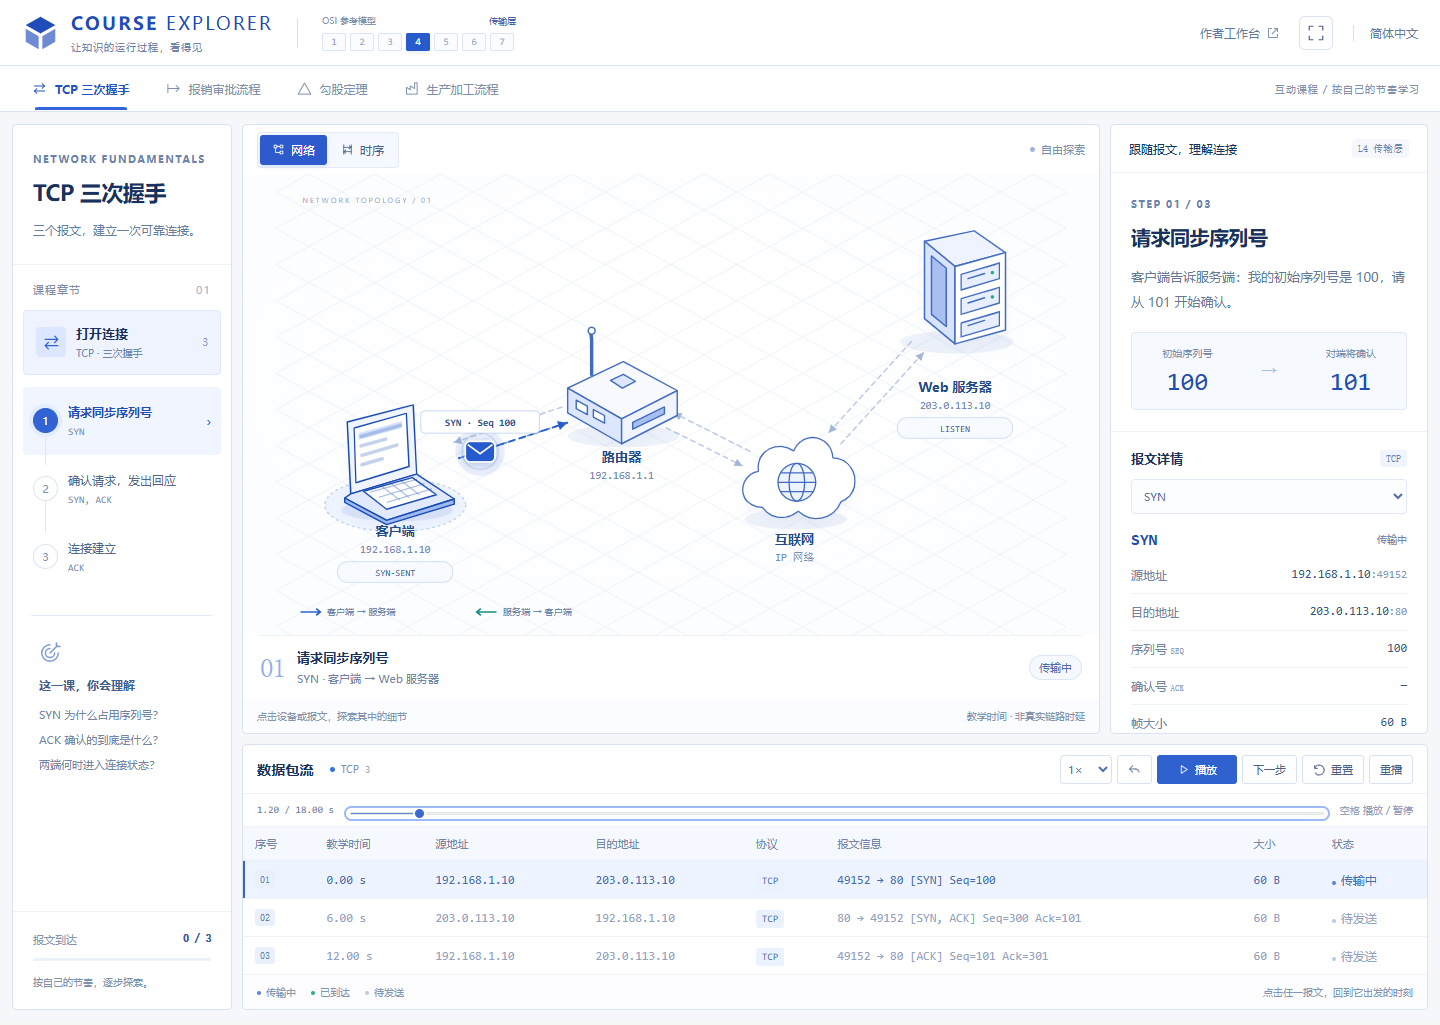 COURSE EXPLORER
让知识的运行过程，看得见
OSI 参考模型 传输层
1 2 3 4 5 6 7
作者工作台
简体中文
TCP 三次握手
报销审批流程
勾股定理
生产加工流程
互动课程 / 按自己的节奏学习
NETWORK FUNDAMENTALS
TCP 三次握手
三个报文，建立一次可靠连接。
课程章节 01
打开连接
TCP · 三次握手
3
1 请求同步序列号
SYN
2 确认请求，发出回应
SYN, ACK
3 连接建立
ACK
这一课，你会理解
SYN 为什么占用序列号？
ACK 确认的到底是什么？
两端何时进入连接状态？
报文到达 0 / 3
按自己的节奏，逐步探索。
网络 时序
自由探索
NETWORK TOPOLOGY / 01
SYN · Seq 100
客户端
192.168.1.10
SYN-SENT
路由器
192.168.1.1
互联网
IP 网络
Web 服务器
203.0.113.10
LISTEN
客户端 → 服务端
服务端 → 客户端
01 请求同步序列号
SYN · 客户端 → Web 服务器
传输中
点击设备或报文，探索其中的细节
教学时间 · 非真实链路时延
跟随报文，理解连接
L4 传输层
STEP 01 / 03
请求同步序列号
客户端告诉服务端：我的初始序列号是 100，请
从 101 开始确认。
初始序列号 对端将确认
100 → 101
报文详情 TCP
SYN
SYN 传输中
源地址 192.168.1.10:49152
目的地址 203.0.113.10:80
序列号 SEQ 100
确认号 ACK —
帧大小 60 B
数据包流 TCP 3
1× 播放 下一步 重置 重播
1.20 / 18.00 s
空格 播放 / 暂停
序号 教学时间 源地址 目的地址 协议 报文信息 大小 状态
01 0.00 s 192.168.1.10 203.0.113.10 TCP 49152 → 80 [SYN] Seq=100 60 B 传输中
02 6.00 s 203.0.113.10 192.168.1.10 TCP 80 → 49152 [SYN, ACK] Seq=300 Ack=101 60 B 待发送
03 12.00 s 192.168.1.10 203.0.113.10 TCP 49152 → 80 [ACK] Seq=101 Ack=301 60 B 待发送
传输中 已到达 待发送
点击任一报文，回到它出发的时刻